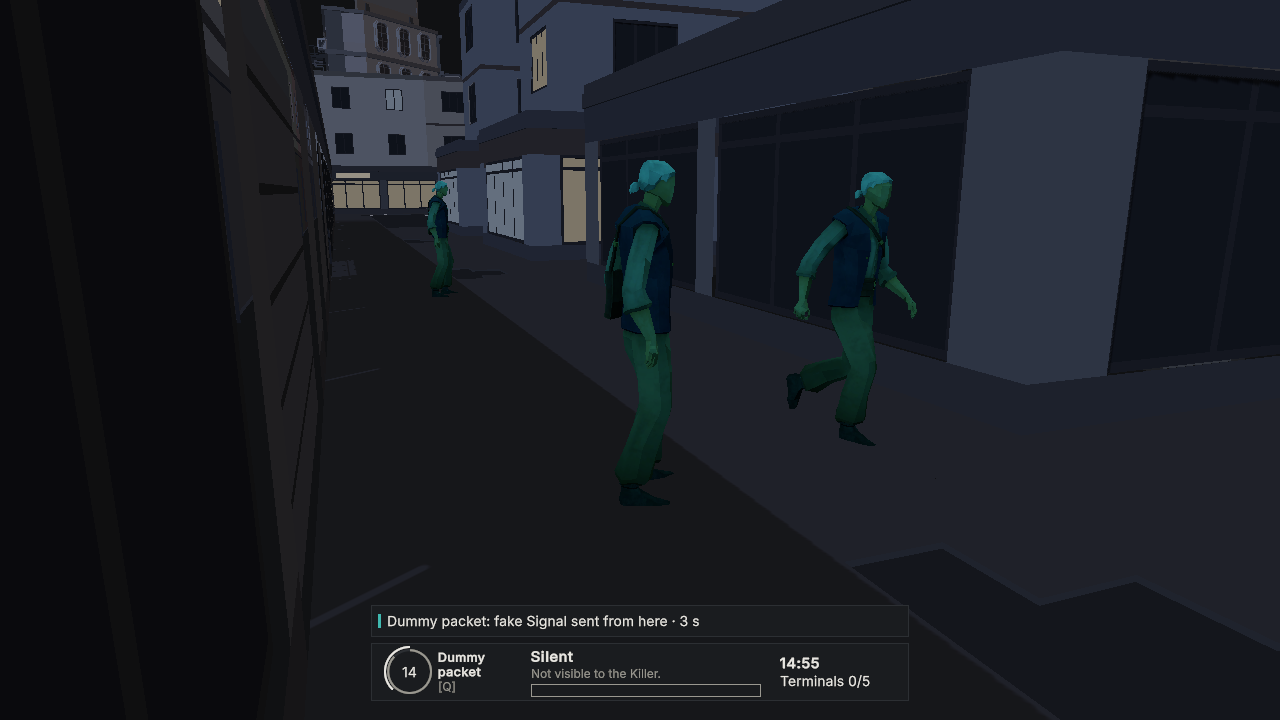 Dummy packet: fake Signal sent from here · 3 s
14
Dummy
packet
[Q]
Silent
Not visible to the Killer.
14:55
Terminals 0/5